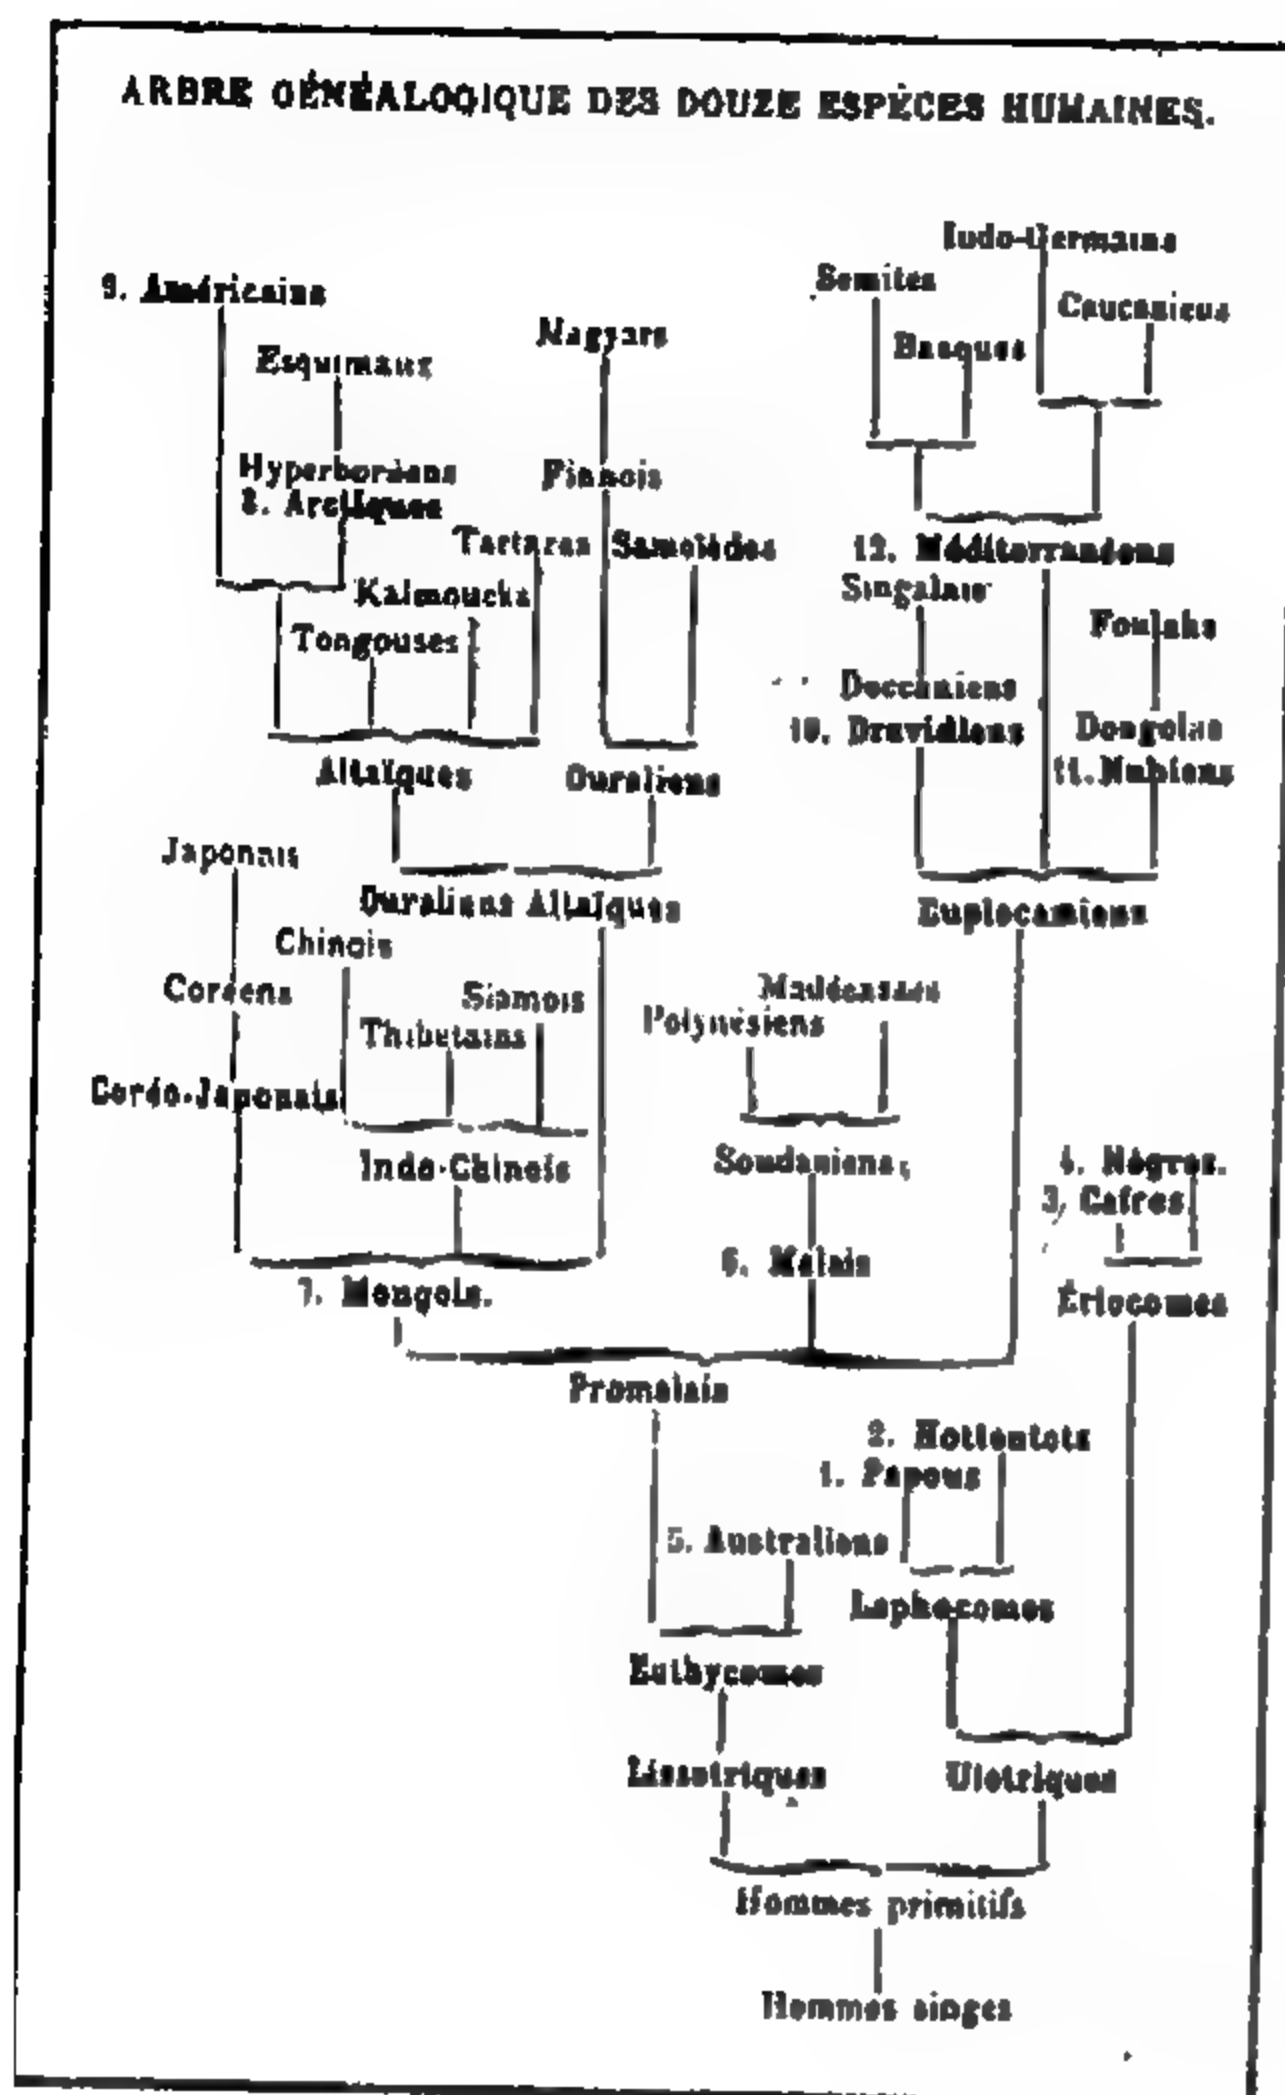 ARBRE GÉNÉALOGIQUE DES DOUZE ESPÈCES HUMAINES.
Indo-Germains
Semites
Caucasiens
9. Américains
Magyars
Basques
Esquimaux
Hyperboréens
Finnois
8. Arctiques
Tartares
Samoïèdes
12. Méditerranéens
Kalmoucks
Singalais
Tongouses
Foulahs
Deccaniens
10. Dravidiens
Dongolas
Altaïques
Ouraliens
11. Nubiens
Japonais
Ouraliens Altaïques
Euplocamiens
Chinois
Coréens
Siamois
Polynésiens
Thibetains
Coréo-Japonais
Indo-Chinois
Soudaniens
4. Nègres.
3. Cafres
6. Malais
7. Mongols.
Ériocomes
Promalais
2. Hottentots
1. Papous
5. Australiens
Lophocomes
Euthycomes
Lissotriques
Ulotriques
Hommes primitifs
Hommes singes